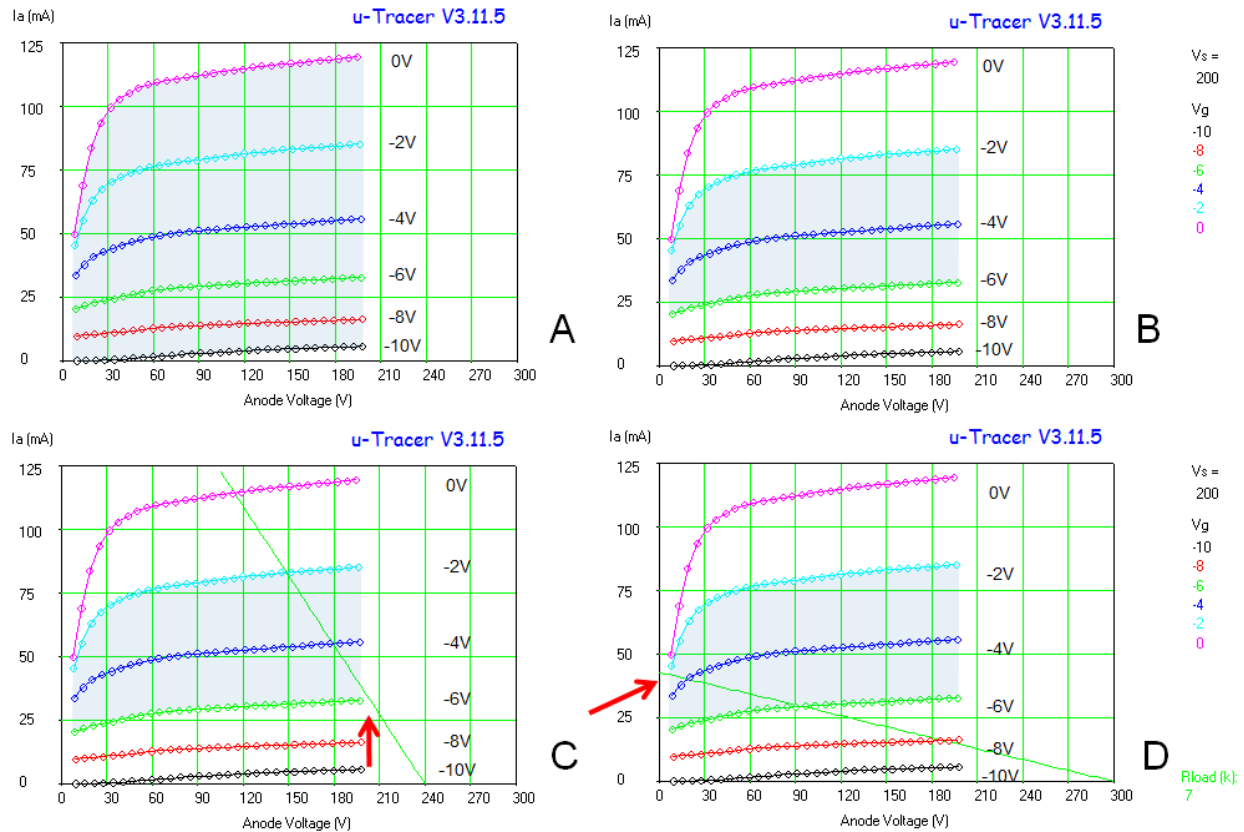 Ia (mA)
u-Tracer V3.11.5
125
100
75
50
25
0
0V
-2V
-4V
-6V
-8V
-10V
A
0 30 60 90 120 150 180 210 240 270 300
Anode Voltage (V)
Ia (mA)
u-Tracer V3.11.5
125
100
75
50
25
0
0V
-2V
-4V
-6V
-8V
-10V
B
0 30 60 90 120 150 180 210 240 270 300
Anode Voltage (V)
Vs =
200
Vg
-10
-8
-6
-4
-2
0
Ia (mA)
u-Tracer V3.11.5
125
100
75
50
25
0
0V
-2V
-4V
-6V
-8V
-10V
C
0 30 60 90 120 150 180 210 240 270 300
Anode Voltage (V)
Ia (mA)
u-Tracer V3.11.5
125
100
75
50
25
0
0V
-2V
-4V
-6V
-8V
-10V
D
0 30 60 90 120 150 180 210 240 270 300
Anode Voltage (V)
Vs =
200
Vg
-10
-8
-6
-4
-2
0
Rload (k):
7